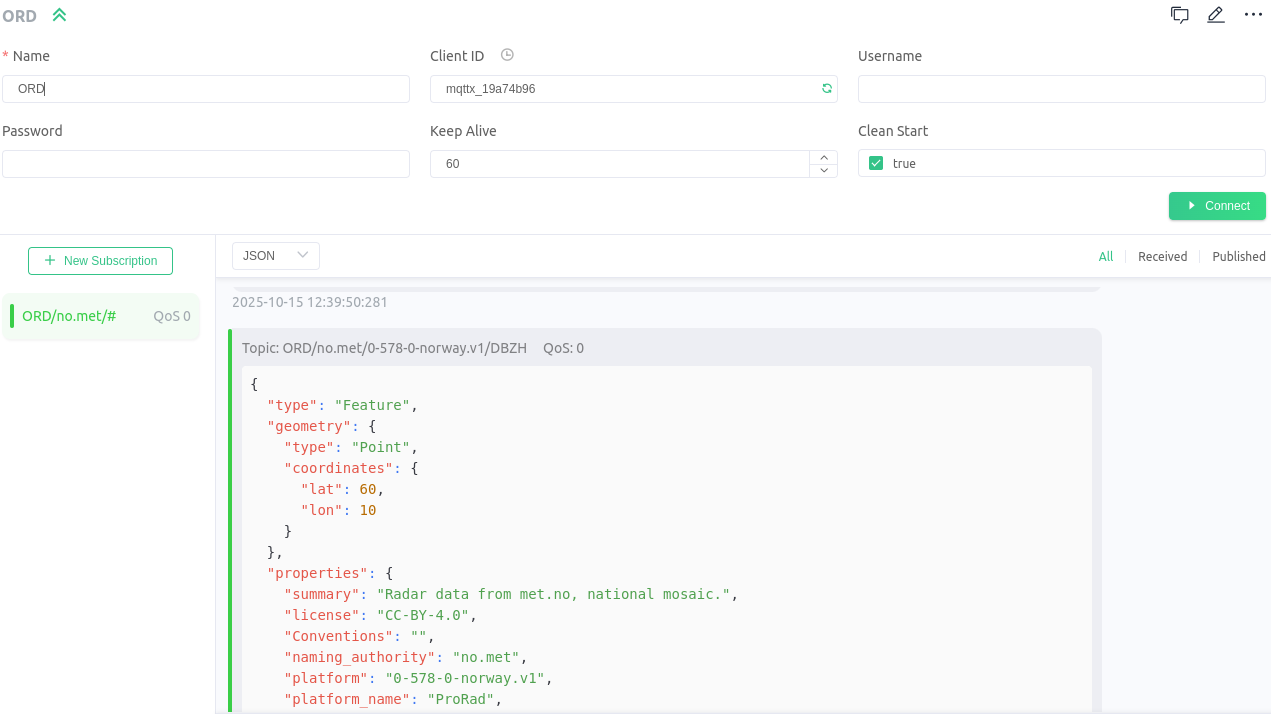 ORD
* Name
Client ID
Username
ORD
mqttx_19a74b96
Password
Keep Alive
Clean Start
60
true
Connect
+ New Subscription
JSON
All
Received
Published
ORD/no.met/#
QoS 0
2025-10-15 12:39:50:281
Topic: ORD/no.met/0-578-0-norway.v1/DBZH QoS: 0
{
"type": "Feature",
"geometry": {
"type": "Point",
"coordinates": {
"lat": 60,
"lon": 10
}
},
"properties": {
"summary": "Radar data from met.no, national mosaic.",
"license": "CC-BY-4.0",
"Conventions": "",
"naming_authority": "no.met",
"platform": "0-578-0-norway.v1",
"platform_name": "ProRad",